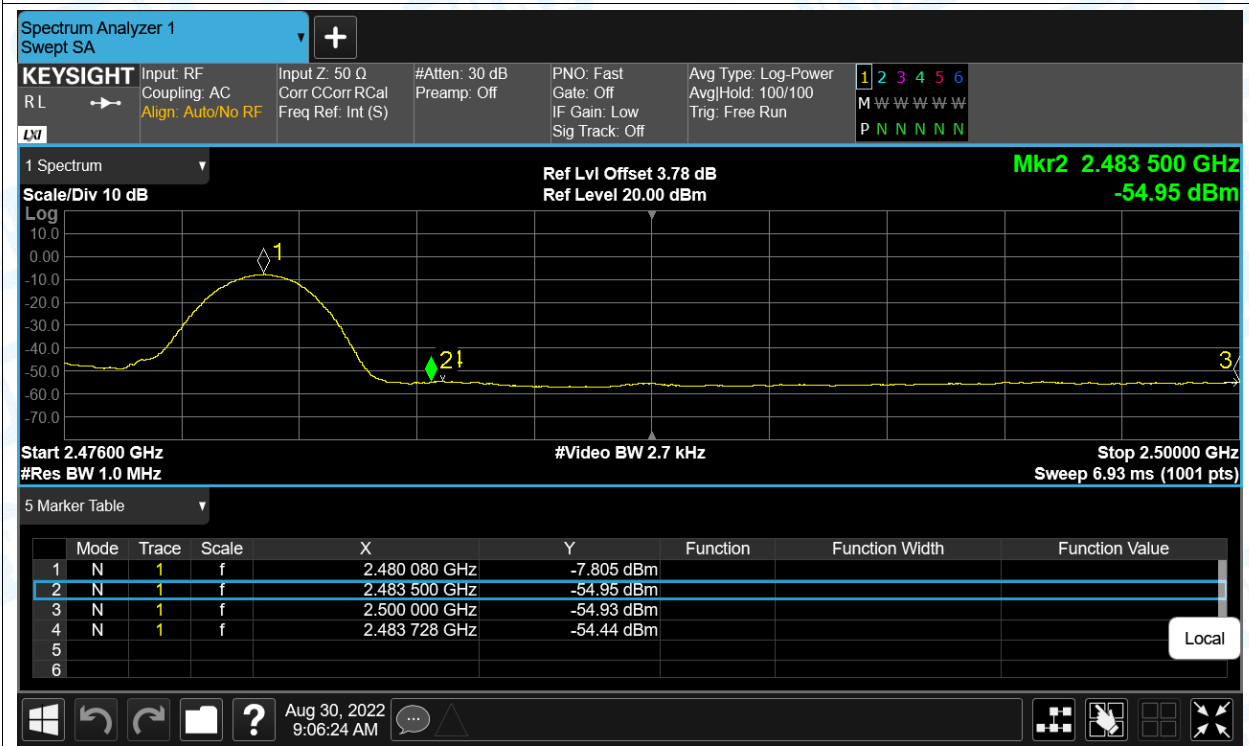 Spectrum Analyzer 1
Swept SA
KEYSIGHT
RL
LXI
Input: RF
Coupling: AC
Align: Auto/No RF
Input Z: 50 Ω
Corr CCorr RCal
Freq Ref: Int (S)
#Atten: 30 dB
Preamp: Off
PNO: Fast
Gate: Off
IF Gain: Low
Sig Track: Off
Avg Type: Log-Power
Avg|Hold: 100/100
Trig: Free Run
1 2 3 4 5 6
M W W W W W
P N N N N N
1 Spectrum
Scale/Div 10 dB
Ref Lvl Offset 3.78 dB
Ref Level 20.00 dBm
Mkr2 2.483 500 GHz
-54.95 dBm
Log
10.0
0.00
-10.0
-20.0
-30.0
-40.0
-50.0
-60.0
-70.0
1
2
3
Start 2.47600 GHz
#Res BW 1.0 MHz
#Video BW 2.7 kHz
Stop 2.50000 GHz
Sweep 6.93 ms (1001 pts)
5 Marker Table
Mode Trace Scale X Y Function Function Width Function Value
1 N 1 f 2.480 080 GHz -7.805 dBm
2 N 1 f 2.483 500 GHz -54.95 dBm
3 N 1 f 2.500 000 GHz -54.93 dBm
4 N 1 f 2.483 728 GHz -54.44 dBm
5
6
Local
?
Aug 30, 2022
9:06:24 AM